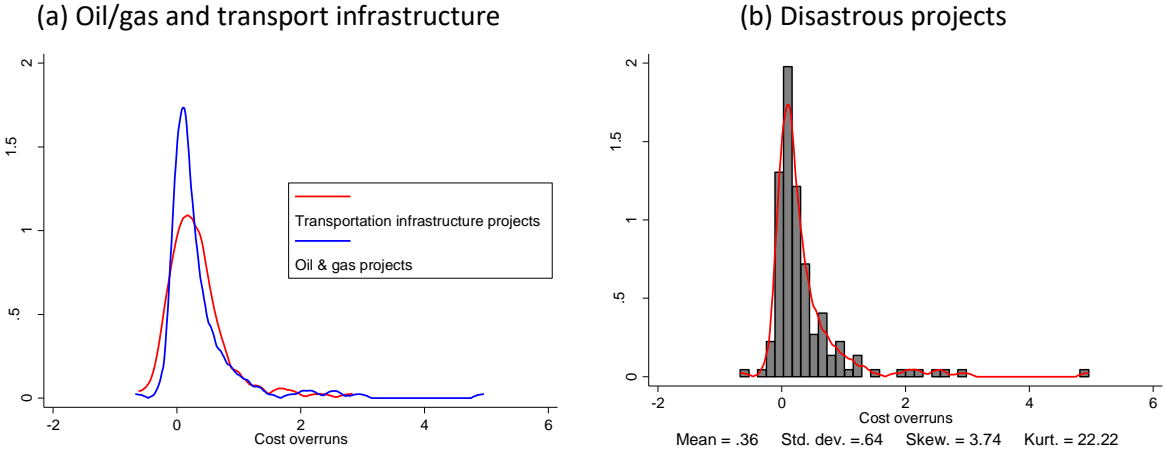 (a) Oil/gas and transport infrastructure
2
1.5
1
.5
0
-2
0
2
4
6
Cost overruns
Transportation infrastructure projects
Oil & gas projects
(b) Disastrous projects
2
1.5
1
.5
0
-2
0
2
4
6
Cost overruns
Mean = .36 Std. dev. =.64 Skew. = 3.74 Kurt. = 22.22